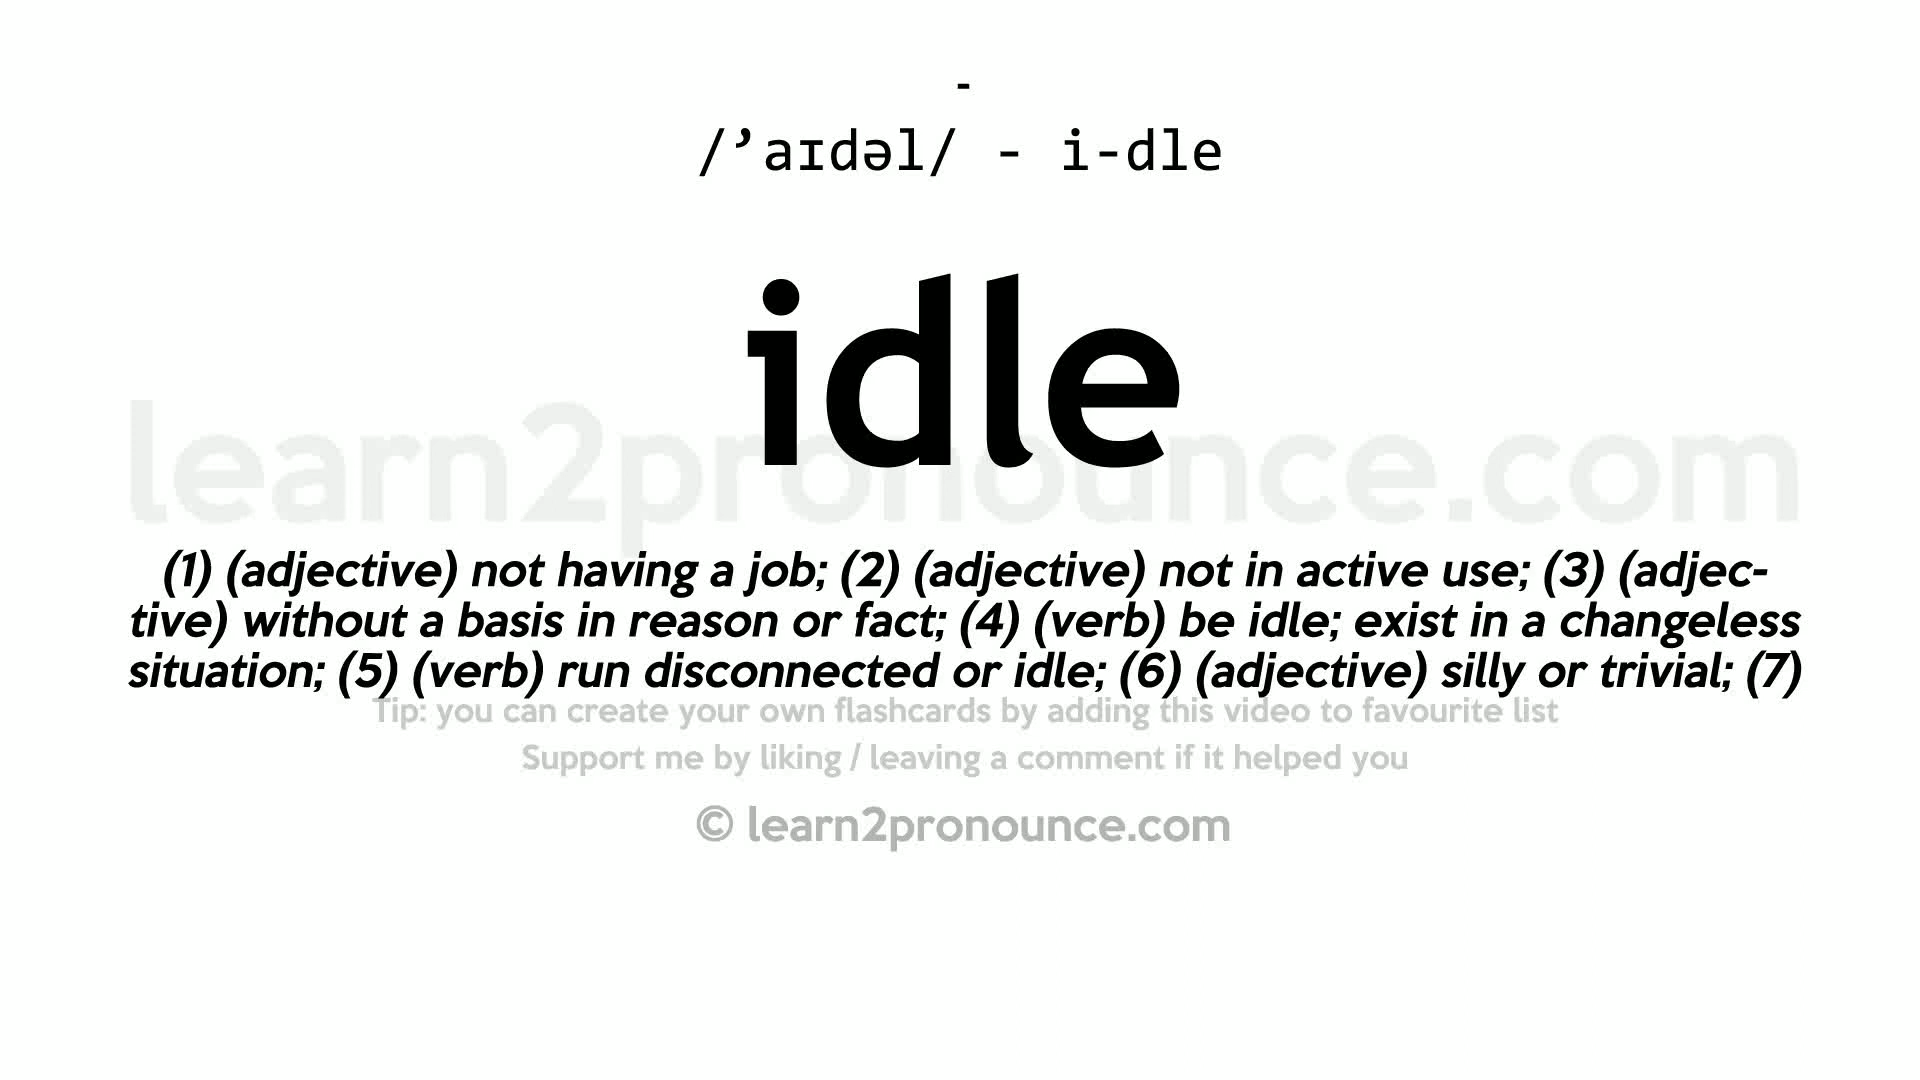 -
/’aɪdəl/ - i-dle
idle
learn2pronounce.com
(1) (adjective) not having a job; (2) (adjective) not in active use; (3) (adjec-
tive) without a basis in reason or fact; (4) (verb) be idle; exist in a changeless
situation; (5) (verb) run disconnected or idle; (6) (adjective) silly or trivial; (7)
Tip: you can create your own flashcards by adding this video to favourite list
Support me by liking / leaving a comment if it helped you
© learn2pronounce.com